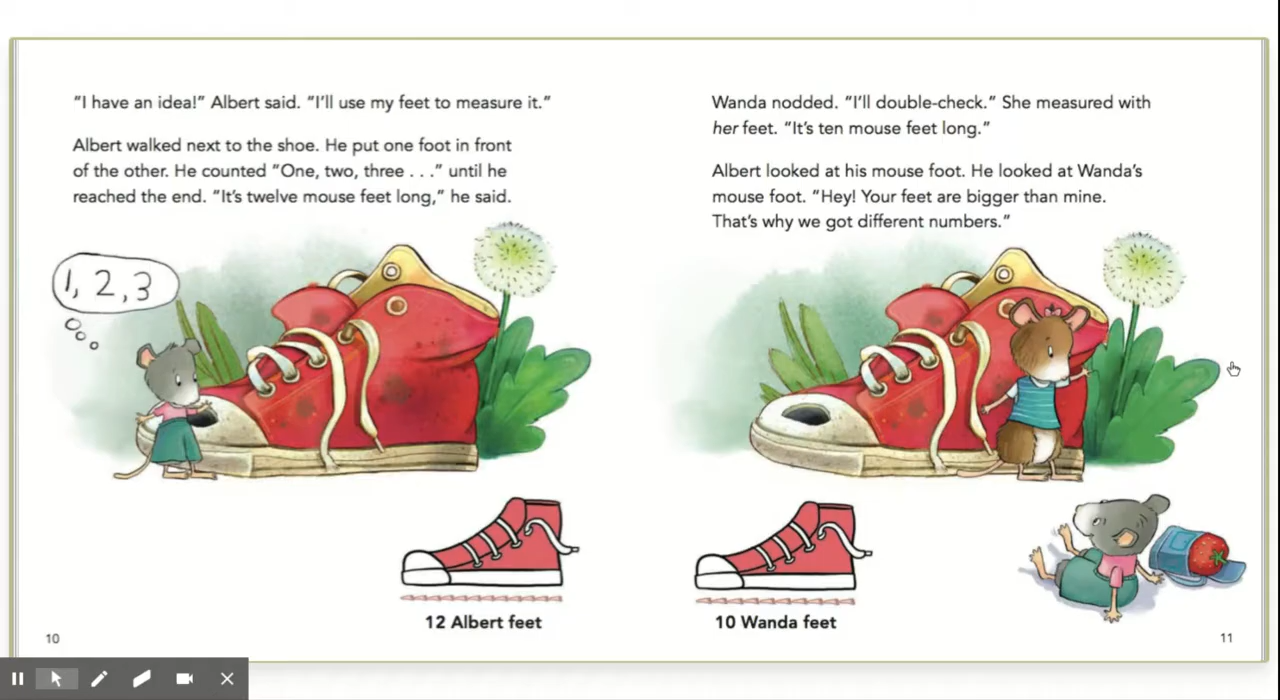 “I have an idea!” Albert said. “I’ll use my feet to measure it.”
Albert walked next to the shoe. He put one foot in front
of the other. He counted “One, two, three . . .” until he
reached the end. “It’s twelve mouse feet long,” he said.
1, 2, 3
12 Albert feet
10
Wanda nodded. “I’ll double-check.” She measured with
her feet. “It’s ten mouse feet long.”
Albert looked at his mouse foot. He looked at Wanda’s
mouse foot. “Hey! Your feet are bigger than mine.
That’s why we got different numbers.”
10 Wanda feet
11